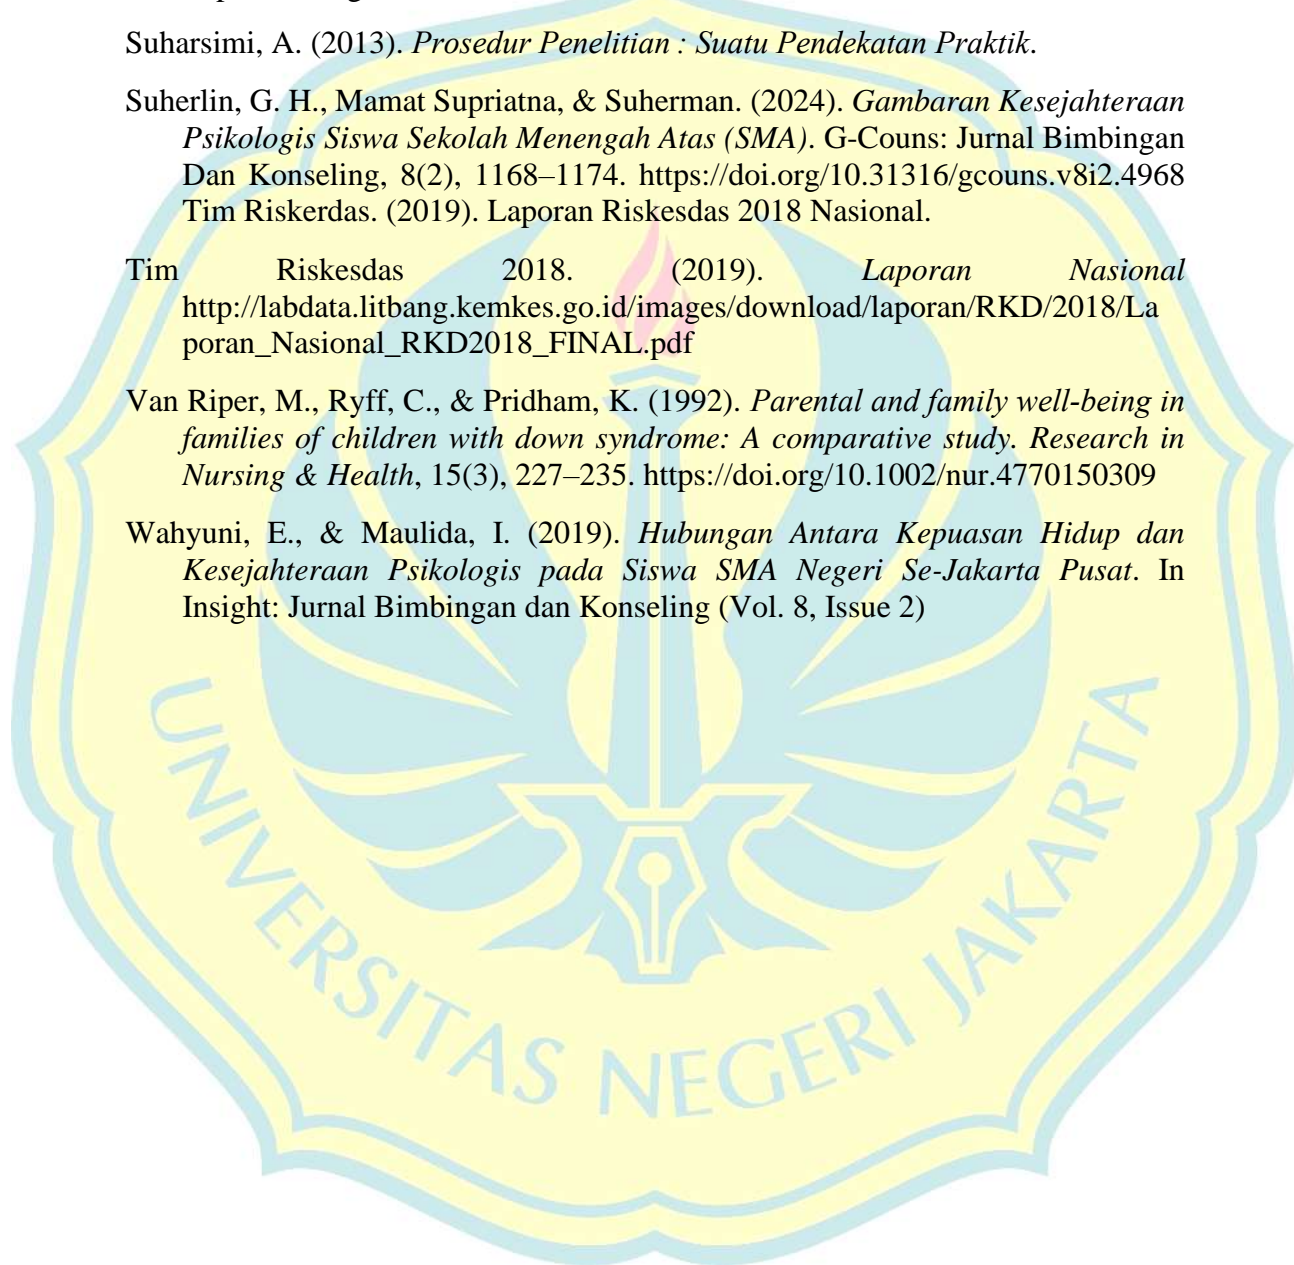 Suharsimi, A. (2013). Prosedur Penelitian : Suatu Pendekatan Praktik.
Suherlin, G. H., Mamat Supriatna, & Suherman. (2024). Gambaran Kesejahteraan
Psikologis Siswa Sekolah Menengah Atas (SMA). G-Couns: Jurnal Bimbingan
Dan Konseling, 8(2), 1168–1174. https://doi.org/10.31316/gcouns.v8i2.4968
Tim Riskerdas. (2019). Laporan Riskesdas 2018 Nasional.
Tim Riskesdas 2018. (2019). Laporan Nasional
http://labdata.litbang.kemkes.go.id/images/download/laporan/RKD/2018/La
poran_Nasional_RKD2018_FINAL.pdf
Van Riper, M., Ryff, C., & Pridham, K. (1992). Parental and family well-being in
families of children with down syndrome: A comparative study. Research in
Nursing & Health, 15(3), 227–235. https://doi.org/10.1002/nur.4770150309
Wahyuni, E., & Maulida, I. (2019). Hubungan Antara Kepuasan Hidup dan
Kesejahteraan Psikologis pada Siswa SMA Negeri Se-Jakarta Pusat. In
Insight: Jurnal Bimbingan dan Konseling (Vol. 8, Issue 2)
UNIVERSITAS NEGERI JAKARTA